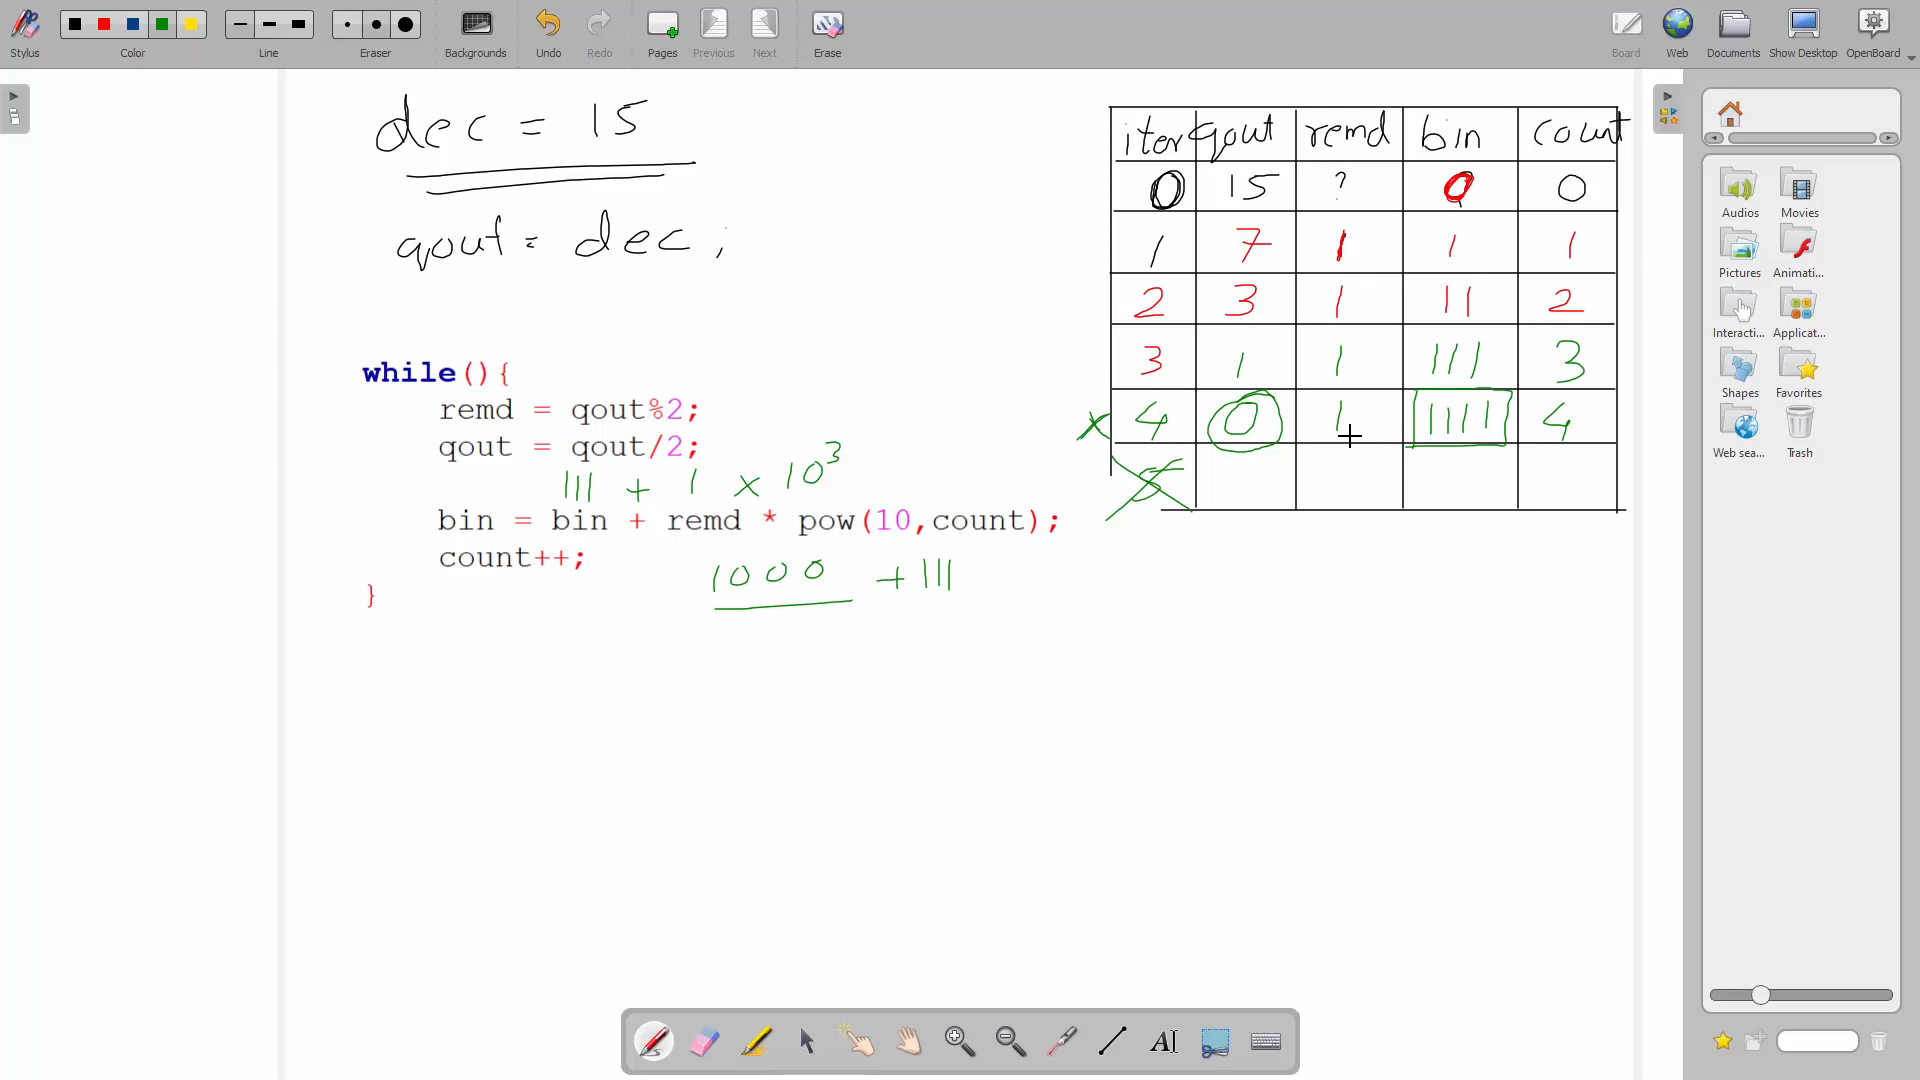 Stylus
Color
Line
Eraser
Backgrounds
Undo
Redo
Pages
Previous
Next
Erase
Board
Web
Documents
Show Desktop
OpenBoard
dec = 15
qout = dec ;
while(){
remd = qout%2;
qout = qout/2;
111 + 1 × 10³
bin = bin + remd * pow(10,count);
count++;
1000 + 111
}
iter qout remd bin count
0 15 ? 0 0
1 7 1 1 1
2 3 1 11 2
3 1 1 111 3
x 4 0 1 1111 4
5
Audios
Movies
Pictures
Animati...
Interacti...
Applicat...
Shapes
Favorites
Web sea...
Trash